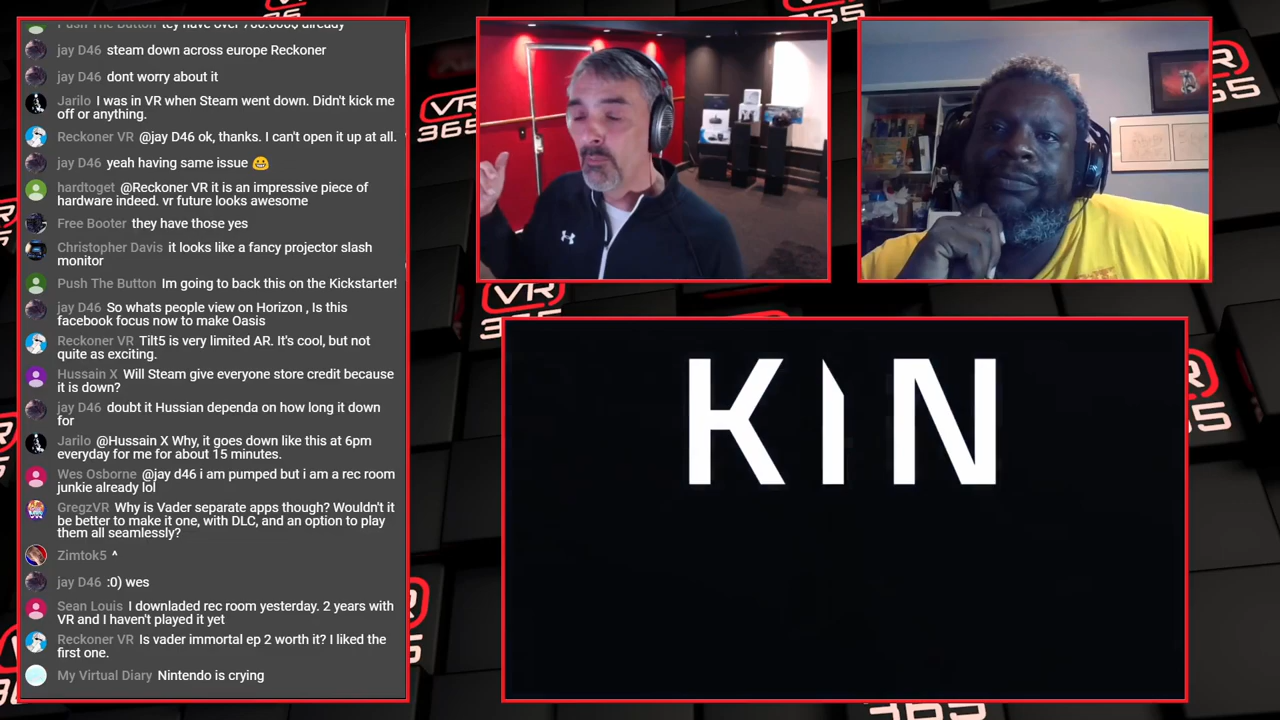 Push The Button tey have over 700.000$ already
jay D46 steam down across europe Reckoner
jay D46 dont worry about it
Jarilo I was in VR when Steam went down. Didn't kick me
off or anything.
Reckoner VR @jay D46 ok, thanks. I can't open it up at all.
jay D46 yeah having same issue 😀
hardtoget @Reckoner VR it is an impressive piece of
hardware indeed. vr future looks awesome
Free Booter they have those yes
Christopher Davis it looks like a fancy projector slash
monitor
Push The Button Im going to back this on the Kickstarter!
jay D46 So whats people view on Horizon , Is this
facebook focus now to make Oasis
Reckoner VR Tilt5 is very limited AR. It's cool, but not
quite as exciting.
Hussain X Will Steam give everyone store credit because
it is down?
jay D46 doubt it Hussian dependa on how long it down
for
Jarilo @Hussain X Why, it goes down like this at 6pm
everyday for me for about 15 minutes.
Wes Osborne @jay d46 i am pumped but i am a rec room
junkie already lol
GregzVR Why is Vader separate apps though? Wouldn't it
be better to make it one, with DLC, and an option to play
them all seamlessly?
Zimtok5 ^
jay D46 :0) wes
Sean Louis I downladed rec room yesterday. 2 years with
VR and I haven't played it yet
Reckoner VR Is vader immortal ep 2 worth it? I liked the
first one.
My Virtual Diary Nintendo is crying
VR
365
KIN